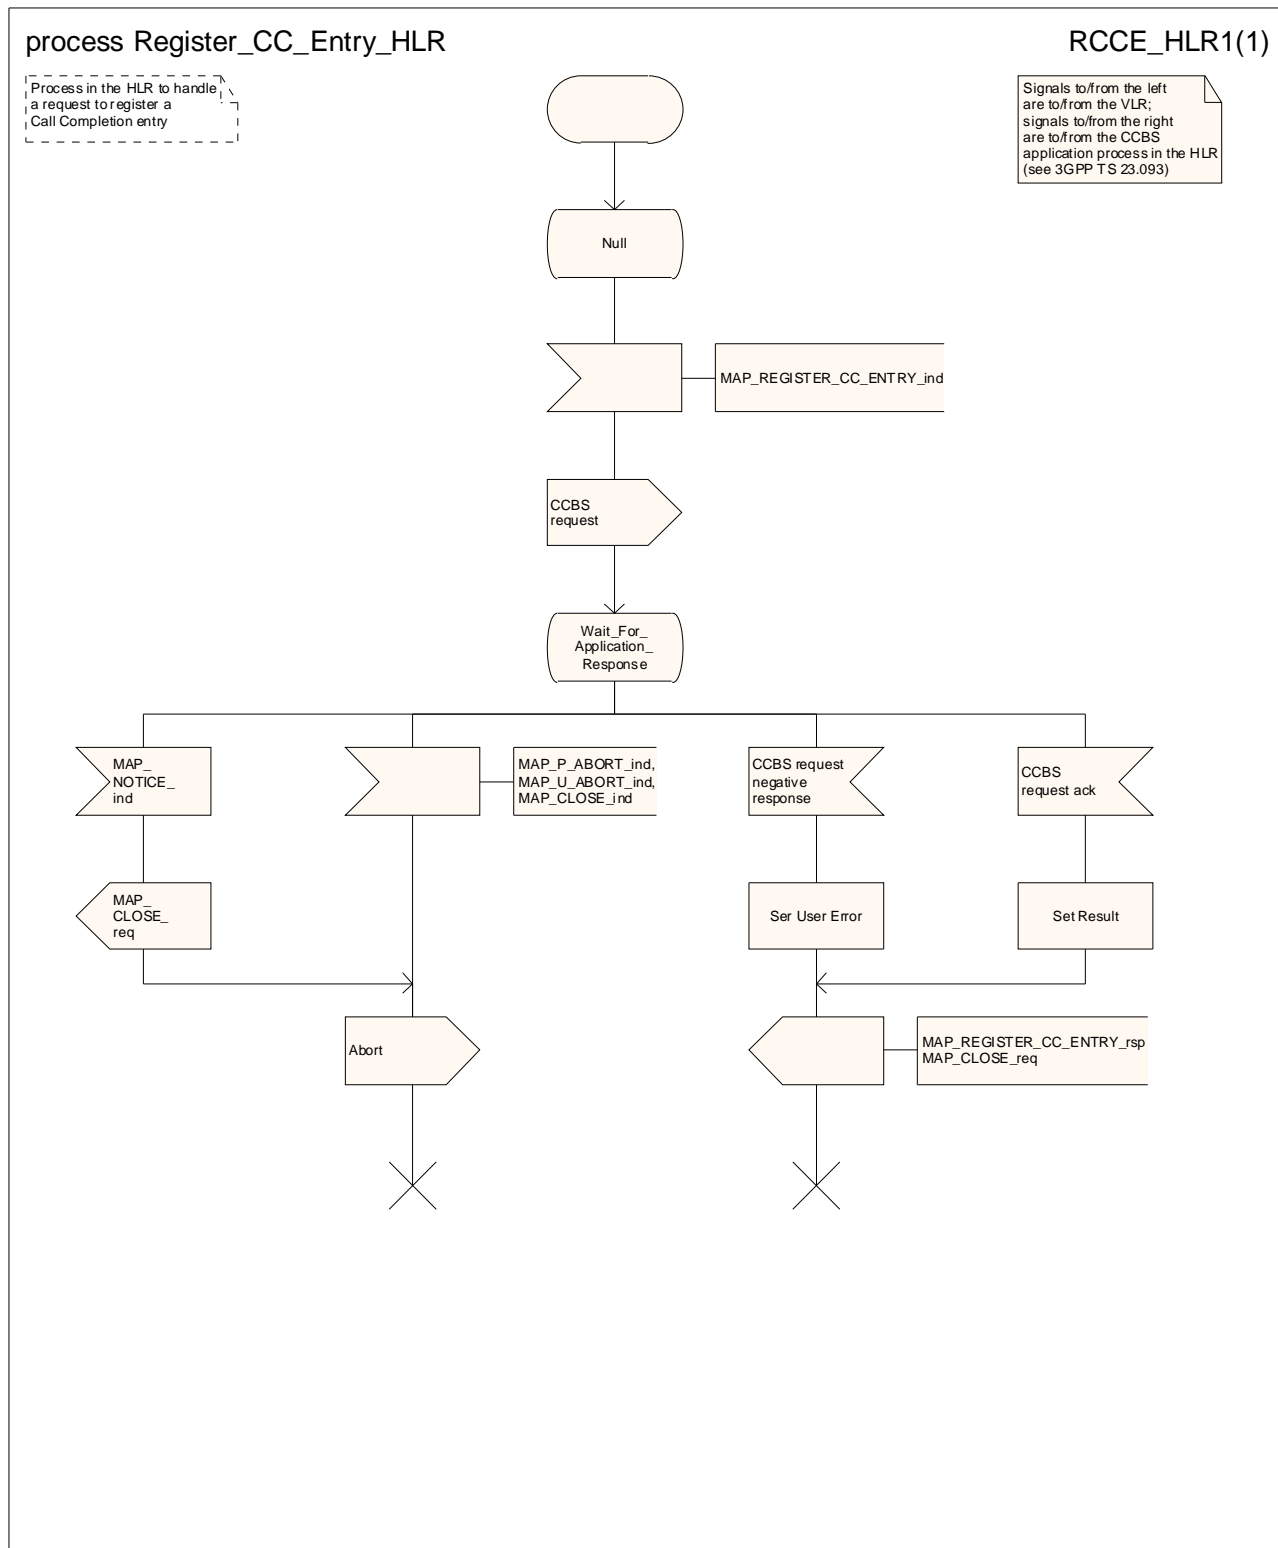 process Register_CC_Entry_HLR
RCCE_HLR1(1)
Process in the HLR to handle
a request to register a
Call Completion entry
Signals to/from the left
are to/from the VLR;
signals to/from the right
are to/from the CCBS
application process in the HLR
(see 3GPP TS 23.093)
Null
MAP_REGISTER_CC_ENTRY_ind
CCBS
request
Wait_For_
Application_
Response
MAP_
NOTICE_
ind
MAP_P_ABORT_ind,
MAP_U_ABORT_ind,
MAP_CLOSE_ind
CCBS request
negative
response
CCBS
request ack
MAP_
CLOSE_
req
Ser User Error
Set Result
Abort
MAP_REGISTER_CC_ENTRY_rsp
MAP_CLOSE_req